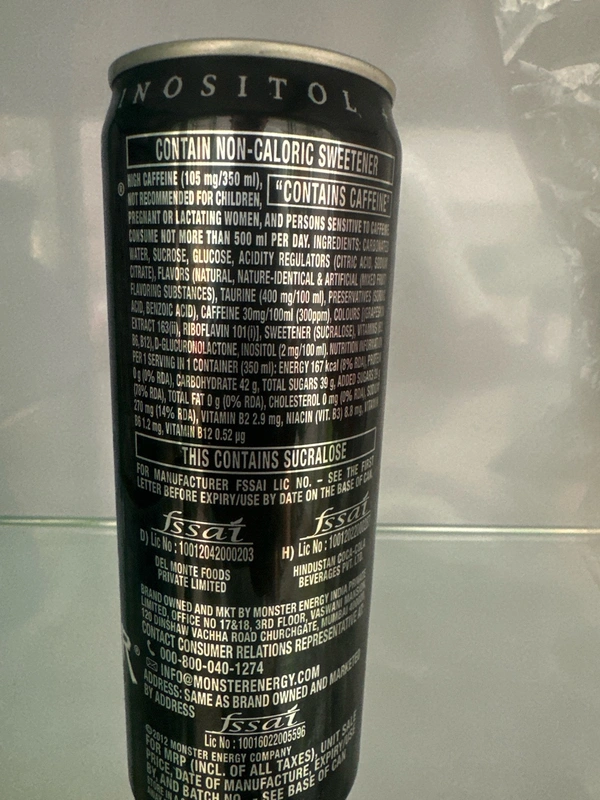 INOSITOL
CONTAIN NON-CALORIC SWEETENER
HIGH CAFFEINE (105 mg/350 ml),
NOT RECOMMENDED FOR CHILDREN, "CONTAINS CAFFEINE"
PREGNANT OR LACTATING WOMEN, AND PERSONS SENSITIVE TO CAFFEINE.
CONSUME NOT MORE THAN 500 ml PER DAY. INGREDIENTS: CARBONATED
WATER, SUCROSE, GLUCOSE, ACIDITY REGULATORS (CITRIC ACID, SODIUM
CITRATE), FLAVORS (NATURAL, NATURE-IDENTICAL & ARTIFICIAL (MIXED FRUIT
FLAVORING SUBSTANCES), TAURINE (400 mg/100 ml), PRESERVATIVES (SORBIC
ACID, BENZOIC ACID), CAFFEINE 30mg/100ml (300ppm), COLOURS [(GRAPESKIN
EXTRACT 163(ii), RIBOFLAVIN 101(i)], SWEETENER (SUCRALOSE), VITAMINS
B6,B12),D-GLUCURONOLACTONE, INOSITOL (2 mg/100 ml). NUTRITION INFORMATION
PER 1 SERVING IN 1 CONTAINER (350 ml): ENERGY 167 kcal (8% RDA), PROTEIN
0 g (0% RDA), CARBOHYDRATE 42 g, TOTAL SUGARS 39 g, ADDED SUGARS
(78% RDA), TOTAL FAT 0 g (0% RDA), CHOLESTEROL 0 mg (0% RDA), SODIUM
270 mg (14% RDA), VITAMIN B2 2.9 mg, NIACIN (VIT. B3) 8.8 mg, VITAMIN
B6 1.2 mg, VITAMIN B12 0.52 µg
THIS CONTAINS SUCRALOSE
FOR MANUFACTURER FSSAI LIC NO. - SEE THE FIRST
LETTER BEFORE EXPIRY/USE BY DATE ON THE BASE OF CAN.
fssai fssai
D) Lic No : 10012042000203 H) Lic No :
DEL MONTE FOODS HINDUSTAN COCA-COLA
PRIVATE LIMITED BEVERAGES PVT. LTD.
BRAND OWNED AND MKT BY MONSTER ENERGY INDIA PRIVATE
LIMITED, OFFICE NO 17&18, 3RD FLOOR, VASWANI MANSION,
120 DINSHAW VACHHA ROAD CHURCHGATE, MUMBAI,
CONTACT CONSUMER RELATIONS REPRESENTATIVE AT
000-800-040-1274
INFO@MONSTERENERGY.COM
ADDRESS: SAME AS BRAND OWNED AND MARKETED
BY ADDRESS
fssai
Lic No : 10016022005596
©2012 MONSTER ENERGY COMPANY
FOR MRP (INCL. OF ALL TAXES), UNIT SALE
PRICE, DATE OF MANUFACTURE, EXPIRY/USE
BY, AND BATCH NO. - SEE BASE OF CAN
R®